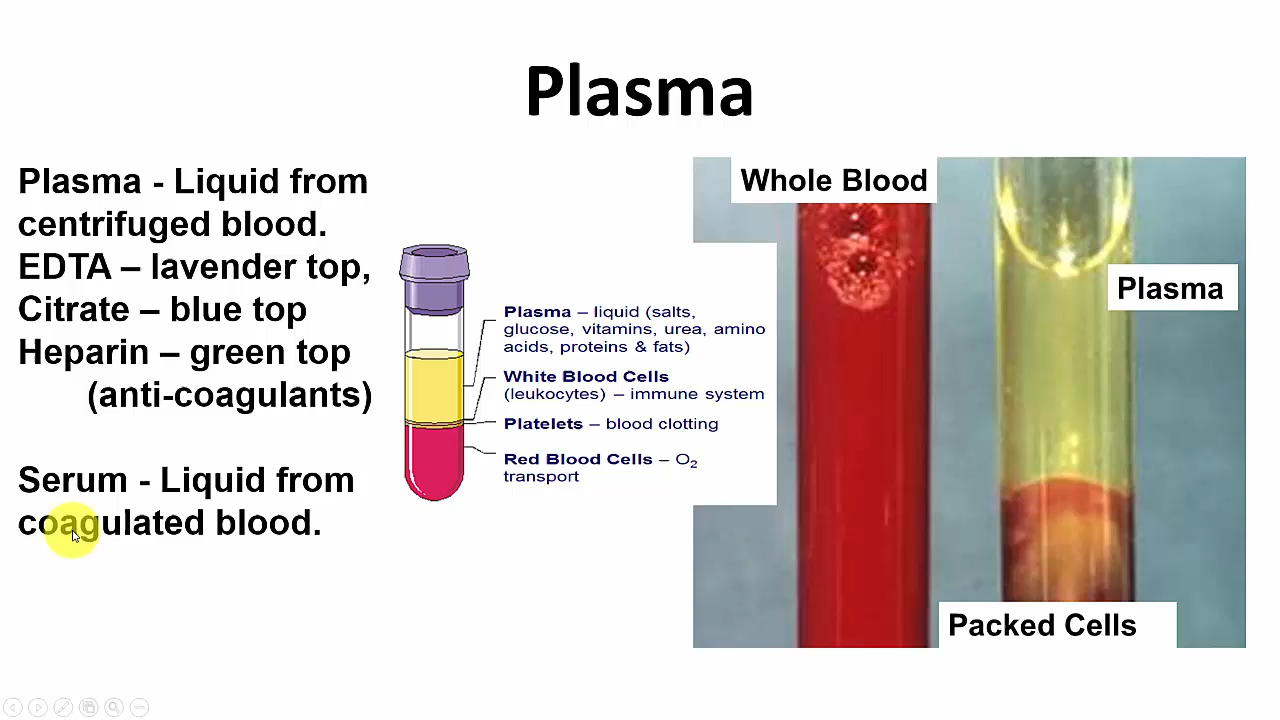 Plasma
Plasma - Liquid from
centrifuged blood.
EDTA – lavender top,
Citrate – blue top
Heparin – green top
(anti-coagulants)
Serum - Liquid from
coagulated blood.
Plasma – liquid (salts,
glucose, vitamins, urea, amino
acids, proteins & fats)
White Blood Cells
(leukocytes) – immune system
Platelets – blood clotting
Red Blood Cells – O₂
transport
Whole Blood
Plasma
Packed Cells